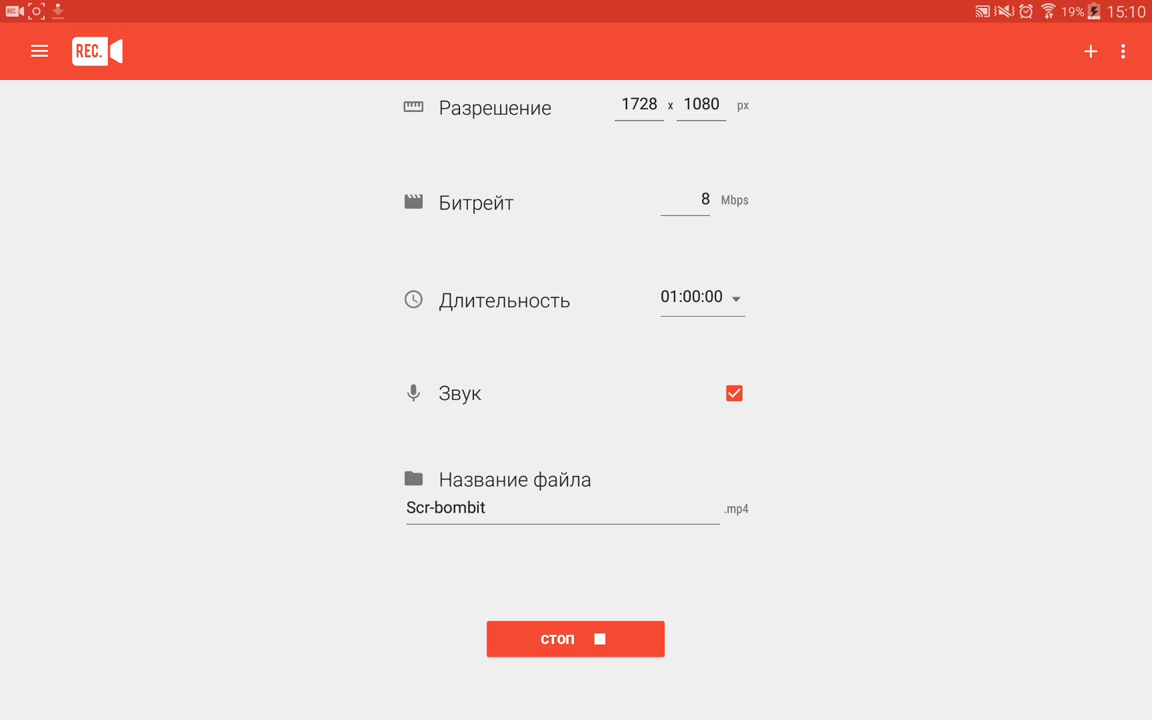 REC. 19% 15:10
REC.
Разрешение 1728 x 1080 px
Битрейт 8 Mbps
Длительность 01:00:00
Звук
Название файла
Scr-bombit .mp4
СТОП